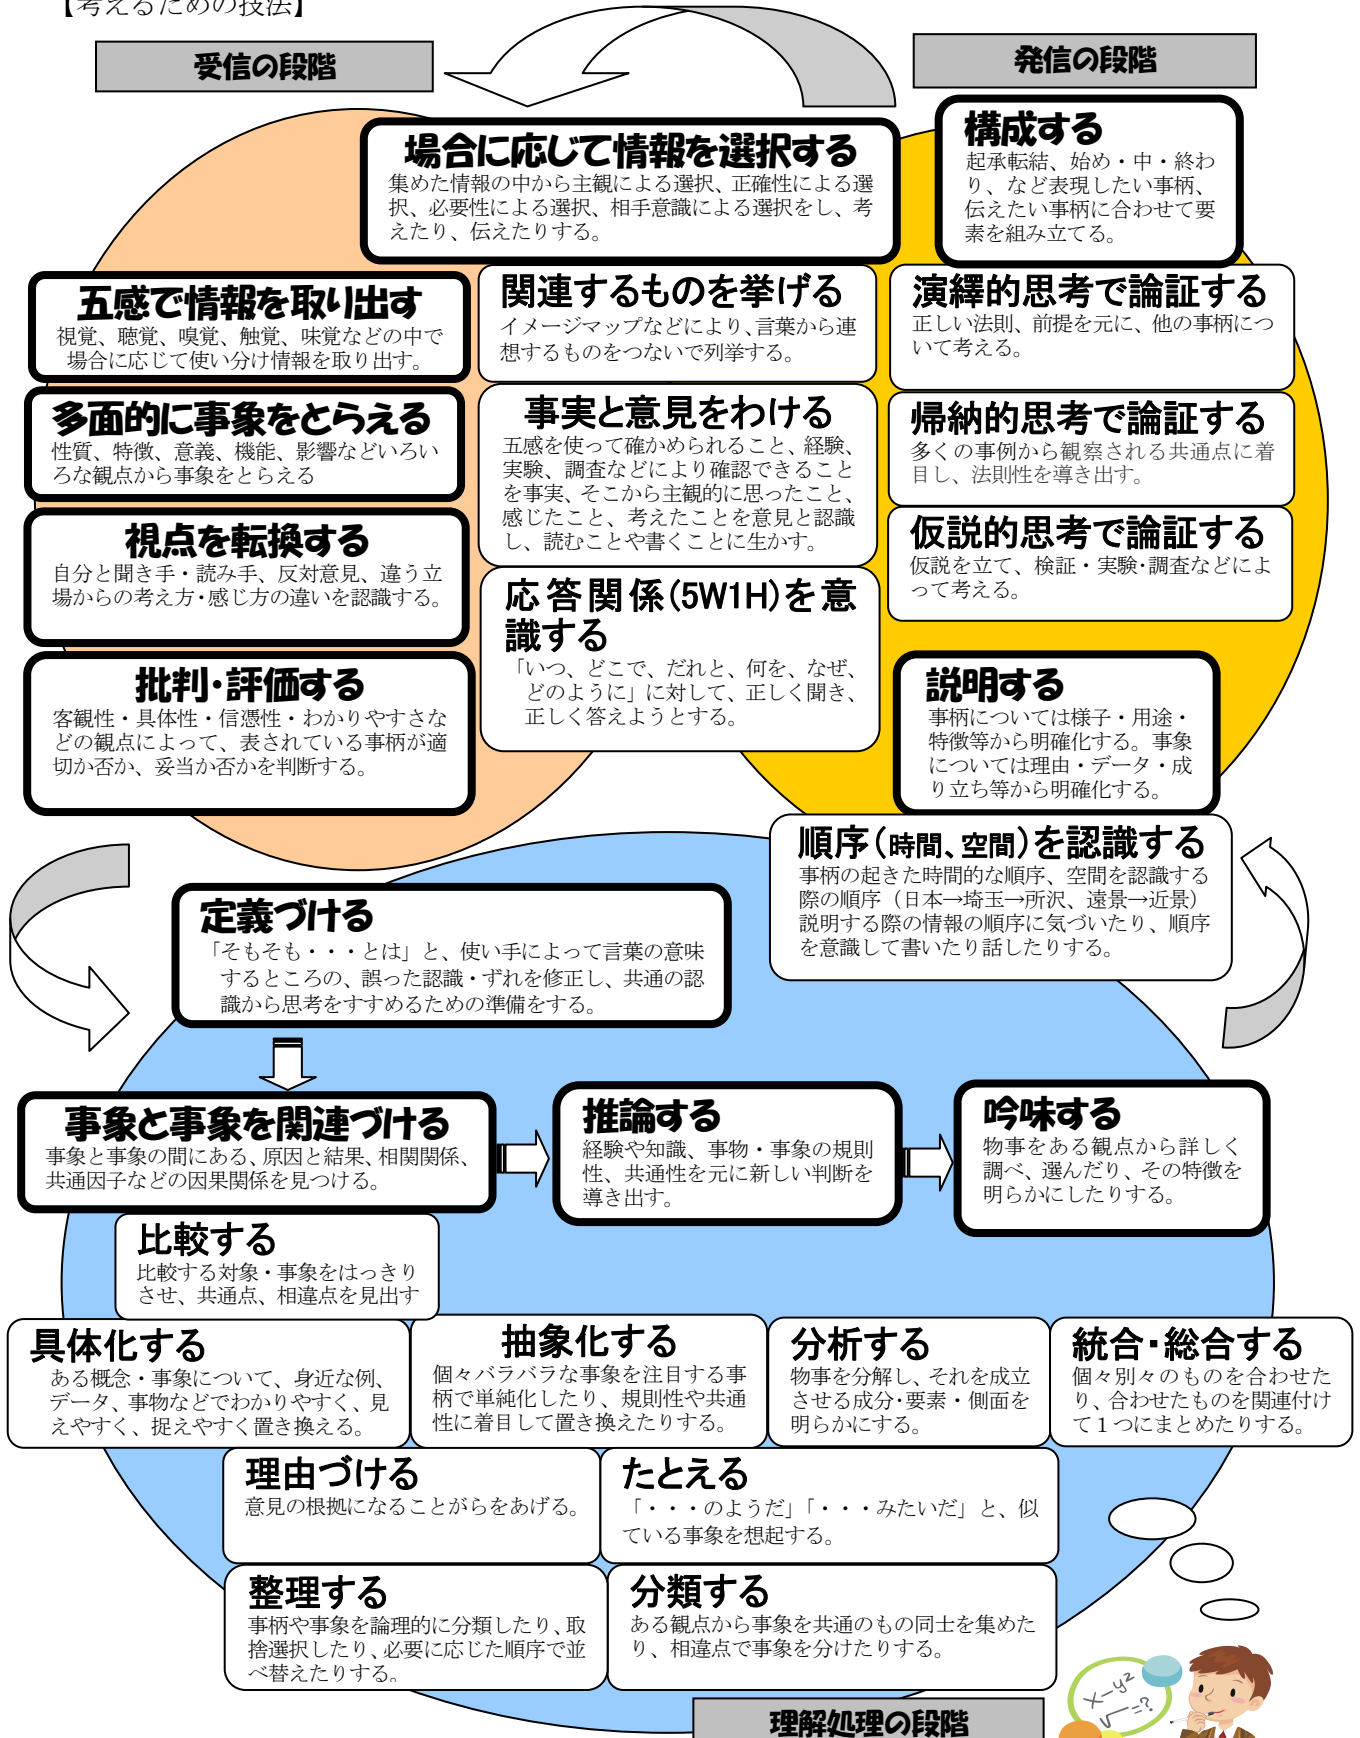 【考えるための技法】
受信の段階
発信の段階
場合に応じて情報を選択する
集めた情報の中から主観による選択、正確性による選
択、必要性による選択、相手意識による選択をし、考
えたり、伝えたりする。
構成する
起承転結、始め・中・終わ
り、など表現したい事柄、
伝えたい事柄に合わせて要
素を組み立てる。
五感で情報を取り出す
視覚、聴覚、嗅覚、触覚、味覚などの中で
場合に応じて使い分け情報を取り出す。
多面的に事象をとらえる
性質、特徴、意義、機能、影響などいろい
ろな観点から事象をとらえる
視点を転換する
自分と聞き手・読み手、反対意見、違う立
場からの考え方・感じ方の違いを認識する。
批判・評価する
客観性・具体性・信憑性・わかりやすさな
どの観点によって、表されている事柄が適
切か否か、妥当か否かを判断する。
関連するものを挙げる
イメージマップなどにより、言葉から連
想するものをつないで列挙する。
事実と意見をわける
五感を使って確かめられること、経験、
実験、調査などにより確認できること
を事実、そこから主観的に思ったこと、
感じたこと、考えたことを意見と認識
し、読むことや書くことに生かす。
応答関係(5W1H)を意
識する
「いつ、どこで、だれと、何を、なぜ、
どのように」に対して、正しく聞き、
正しく答えようとする。
演繹的思考で論証する
正しい法則、前提を元に、他の事柄につ
いて考える。
帰納的思考で論証する
多くの事例から観察される共通点に着
目し、法則性を導き出す。
仮説的思考で論証する
仮説を立て、検証・実験・調査などによ
って考える。
説明する
事柄については様子・用途・
特徴等から明確化する。事象
については理由・データ・成
り立ち等から明確化する。
順序(時間、空間)を認識する
事柄の起きた時間的な順序、空間を認識する
際の順序（日本→埼玉→所沢、遠景→近景）
説明する際の情報の順序に気づいたり、順序
を意識して書いたり話したりする。
定義づける
「そもそも・・・とは」と、使い手によって言葉の意味
するところの、誤った認識・ずれを修正し、共通の認
識から思考をすすめるための準備をする。
事象と事象を関連づける
事象と事象の間にある、原因と結果、相関関係、
共通因子などの因果関係を見つける。
推論する
経験や知識、事物・事象の規則
性、共通性を元に新しい判断を
導き出す。
吟味する
物事をある観点から詳しく
調べ、選んだり、その特徴を
明らかにしたりする。
比較する
比較する対象・事象をはっきり
させ、共通点、相違点を見出す
具体化する
ある概念・事象について、身近な例、
データ、事物などでわかりやすく、見
えやすく、捉えやすく置き換える。
抽象化する
個々バラバラな事象を注目する事
柄で単純化したり、規則性や共通
性に着目して置き換えたりする。
分析する
物事を分解し、それを成立
させる成分・要素・側面を
明らかにする。
統合・総合する
個々別々のものを合わせた
り、合わせたものを関連付け
て１つにまとめたりする。
理由づける
意見の根拠になることがらをあげる。
たとえる
「・・・のようだ」「・・・みたいだ」と、似
ている事象を想起する。
整理する
事柄や事象を論理的に分類したり、取
捨選択したり、必要に応じた順序で並
べ替えたりする。
分類する
ある観点から事象を共通のもの同士を集めた
り、相違点で事象を分けたりする。
理解処理の段階
x-y²
√=?